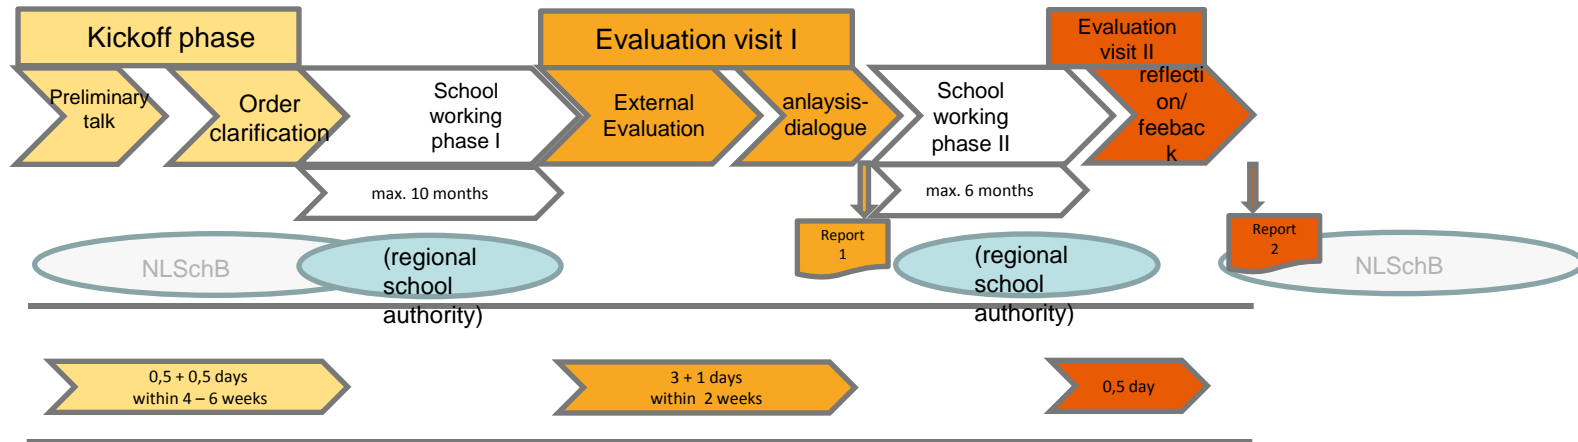 Kickoff phase
Evaluation visit I
Evaluation
visit II
Preliminary
talk
Order
clarification
School
working
phase I
External
Evaluation
anlaysis-
dialogue
School
working
phase II
reflecti
on/
feeback
k
max. 10 months
max. 6 months
Report
1
Report
2
NLSchB
(regional
school
authority)
(regional
school
authority)
NLSchB
0,5 + 0,5 days
within 4 – 6 weeks
3 + 1 days
within 2 weeks
0,5 day